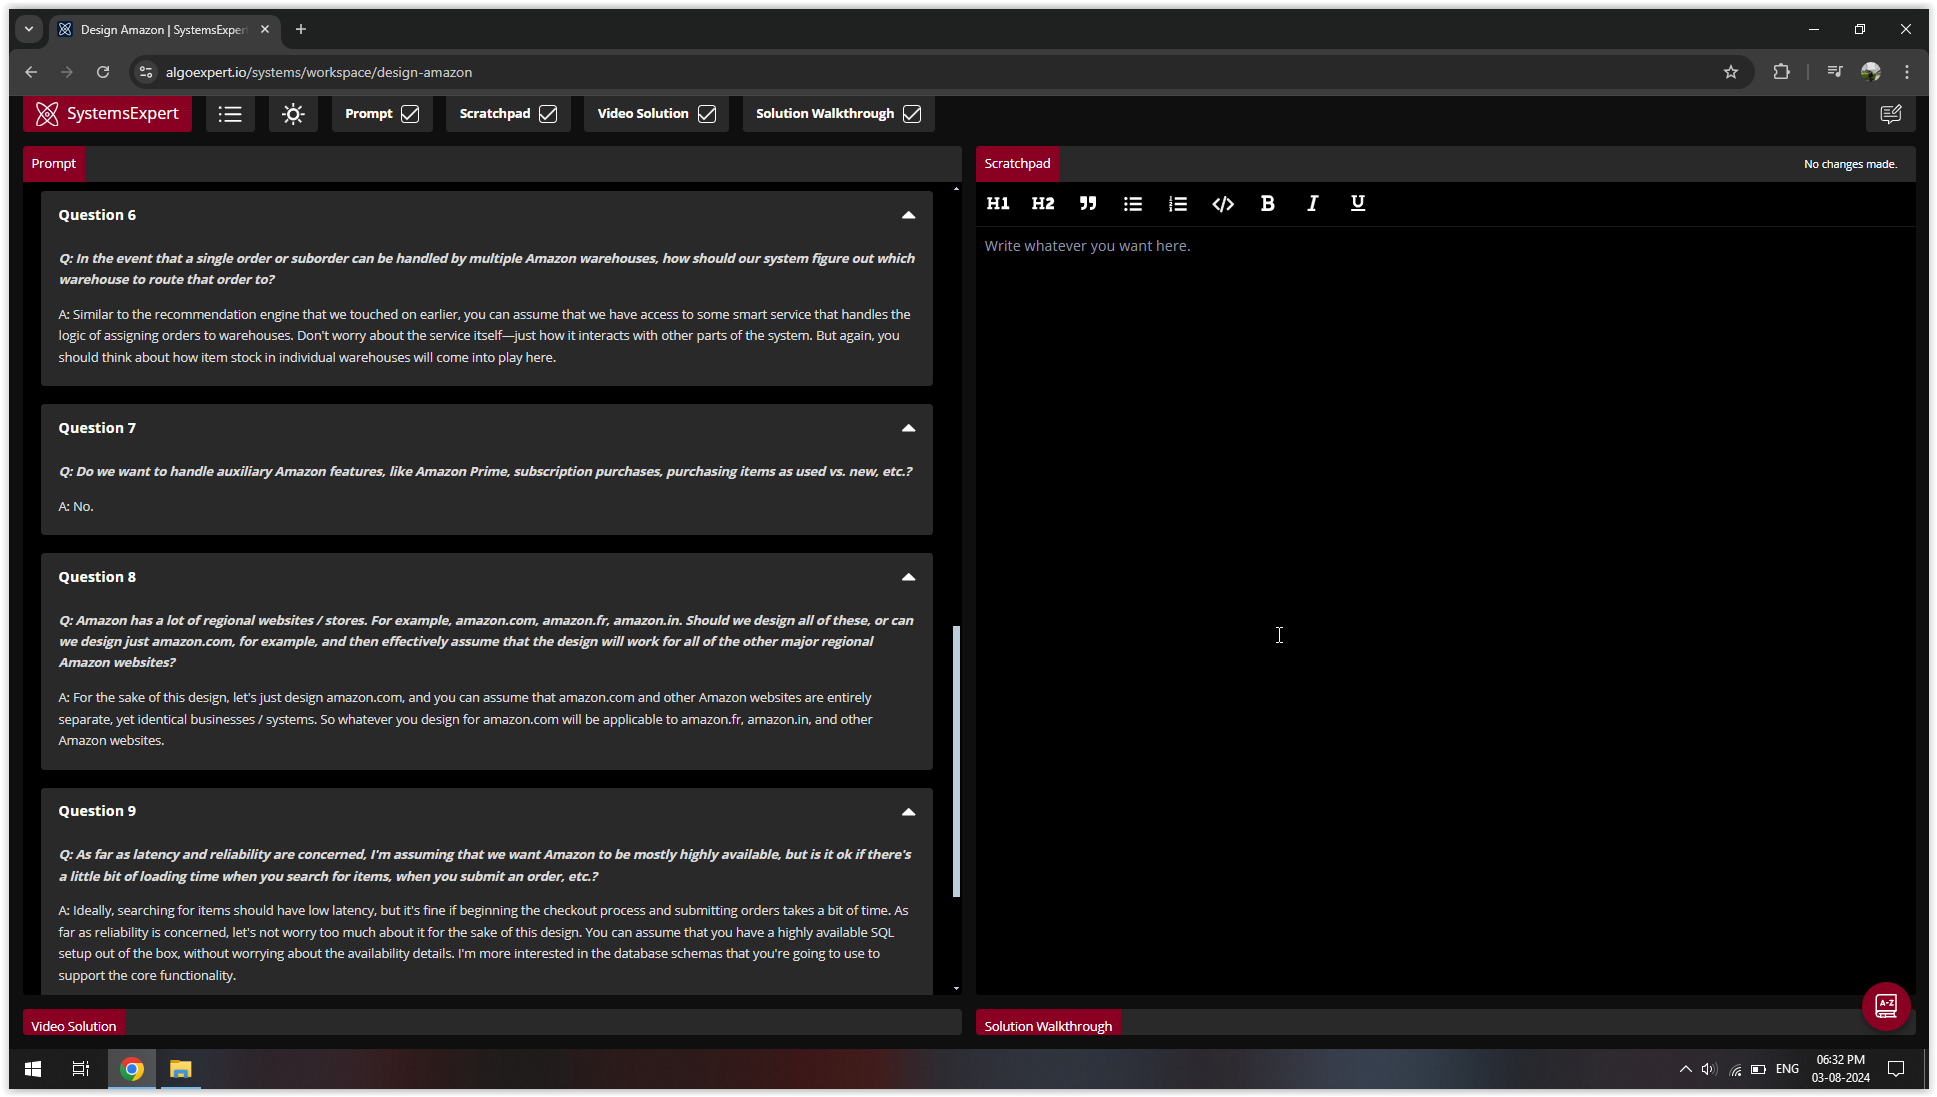 Design Amazon | SystemsExper
algoexpert.io/systems/workspace/design-amazon
SystemsExpert
Prompt
Scratchpad
Video Solution
Solution Walkthrough
Prompt
Question 6
Q: In the event that a single order or suborder can be handled by multiple Amazon warehouses, how should our system figure out which
warehouse to route that order to?
A: Similar to the recommendation engine that we touched on earlier, you can assume that we have access to some smart service that handles the
logic of assigning orders to warehouses. Don't worry about the service itself—just how it interacts with other parts of the system. But again, you
should think about how item stock in individual warehouses will come into play here.
Question 7
Q: Do we want to handle auxiliary Amazon features, like Amazon Prime, subscription purchases, purchasing items as used vs. new, etc.?
A: No.
Question 8
Q: Amazon has a lot of regional websites / stores. For example, amazon.com, amazon.fr, amazon.in. Should we design all of these, or can
we design just amazon.com, for example, and then effectively assume that the design will work for all of the other major regional
Amazon websites?
A: For the sake of this design, let's just design amazon.com, and you can assume that amazon.com and other Amazon websites are entirely
separate, yet identical businesses / systems. So whatever you design for amazon.com will be applicable to amazon.fr, amazon.in, and other
Amazon websites.
Question 9
Q: As far as latency and reliability are concerned, I'm assuming that we want Amazon to be mostly highly available, but is it ok if there's
a little bit of loading time when you search for items, when you submit an order, etc.?
A: Ideally, searching for items should have low latency, but it's fine if beginning the checkout process and submitting orders takes a bit of time. As
far as reliability is concerned, let's not worry too much about it for the sake of this design. You can assume that you have a highly available SQL
setup out of the box, without worrying about the availability details. I'm more interested in the database schemas that you're going to use to
support the core functionality.
Video Solution
Scratchpad
No changes made.
H1 H2 B I U
Write whatever you want here.
A-Z
Solution Walkthrough
ENG
06:32 PM
03-08-2024